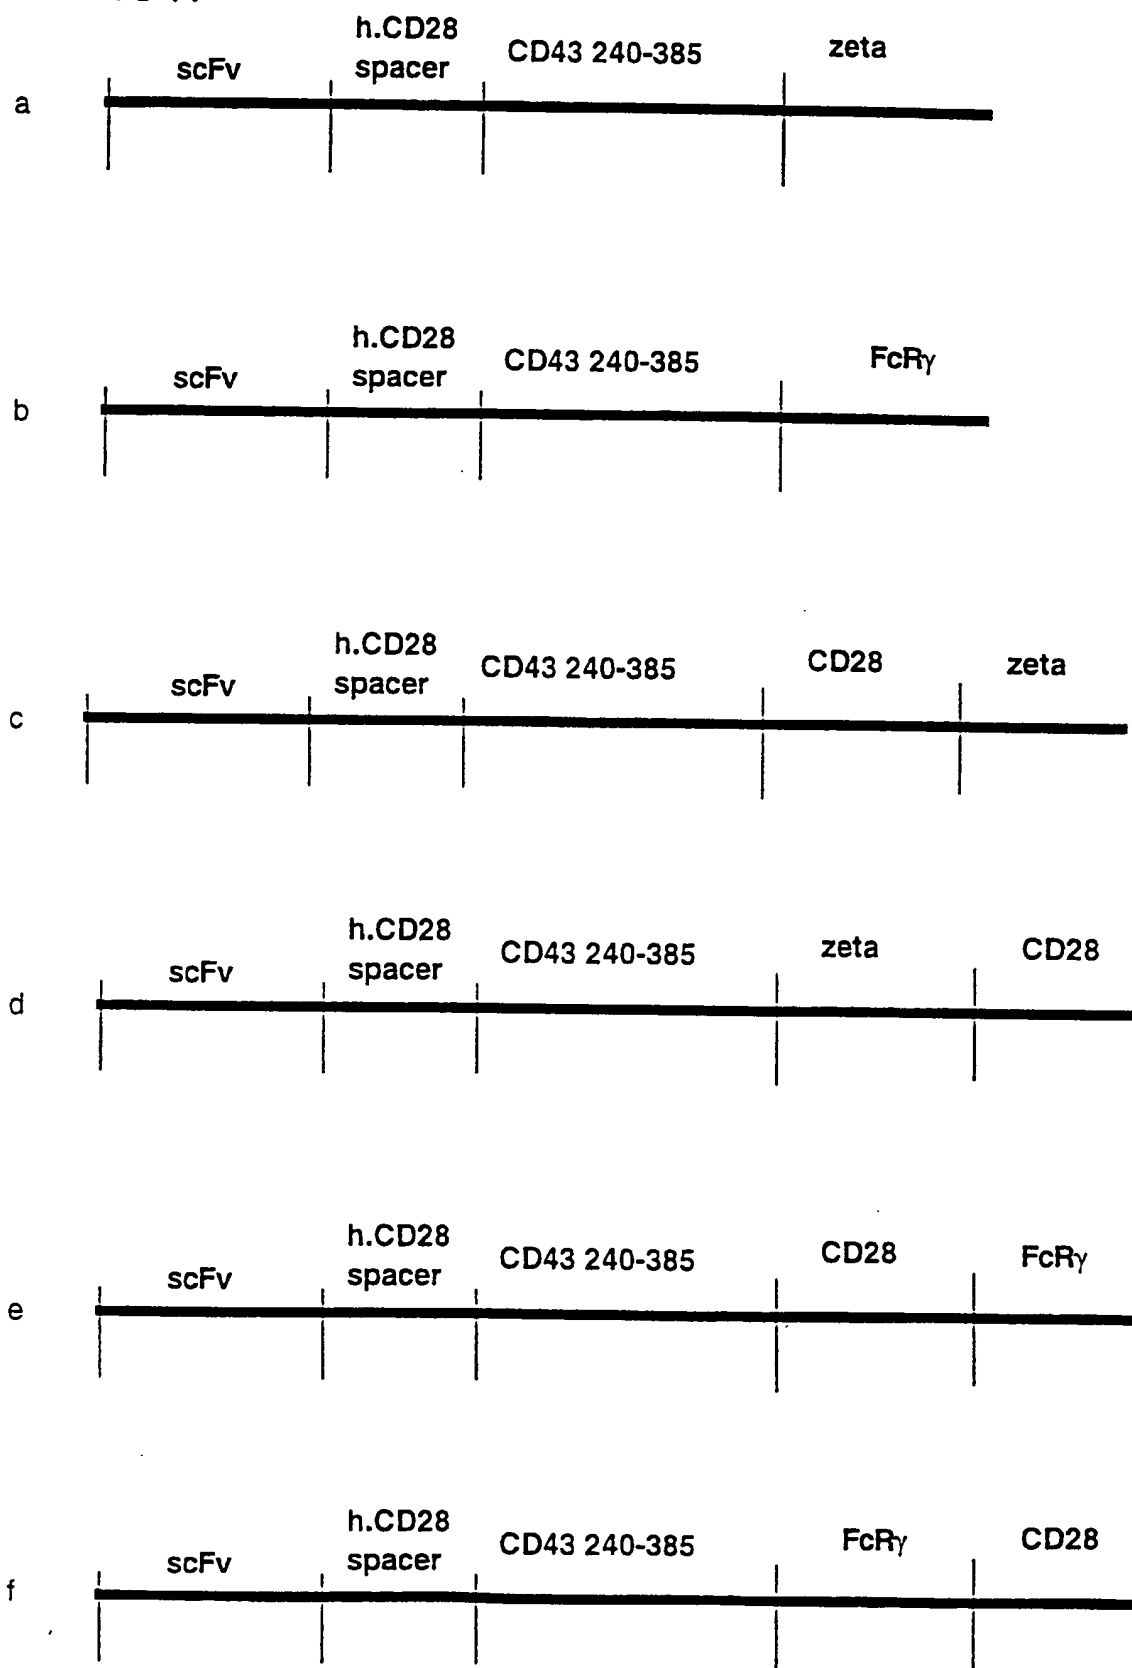 h.CD28 CD43 240-385 zeta
scFv spacer
a
h.CD28 CD43 240-385 FcRγ
scFv spacer
b
h.CD28 CD43 240-385 CD28 zeta
scFv spacer
c
h.CD28 CD43 240-385 zeta CD28
scFv spacer
d
h.CD28 CD43 240-385 CD28 FcRγ
scFv spacer
e
h.CD28 CD43 240-385 FcRγ CD28
scFv spacer
f